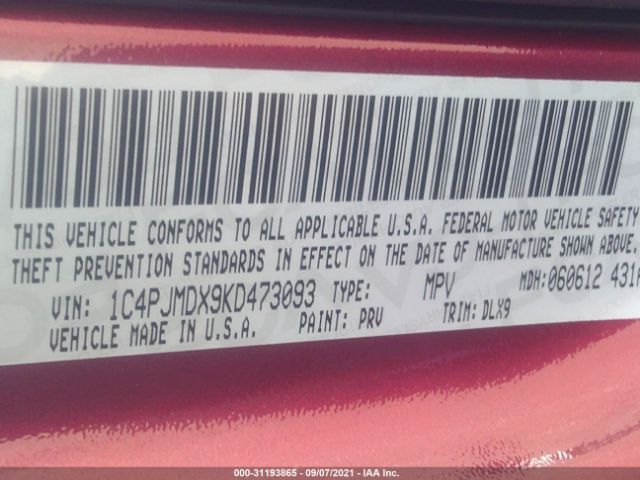 THIS VEHICLE CONFORMS TO ALL APPLICABLE U.S.A. FEDERAL MOTOR VEHICLE SAFETY
THEFT PREVENTION STANDARDS IN EFFECT ON THE DATE OF MANUFACTURE SHOWN ABOVE.
VIN: 1C4PJMDX9KD473093 TYPE: MPV MDH:060612 431
VEHICLE MADE IN U.S.A. PAINT: PRV TRIM: DLX9
000-31193865 - 09/07/2021 - IAA Inc.